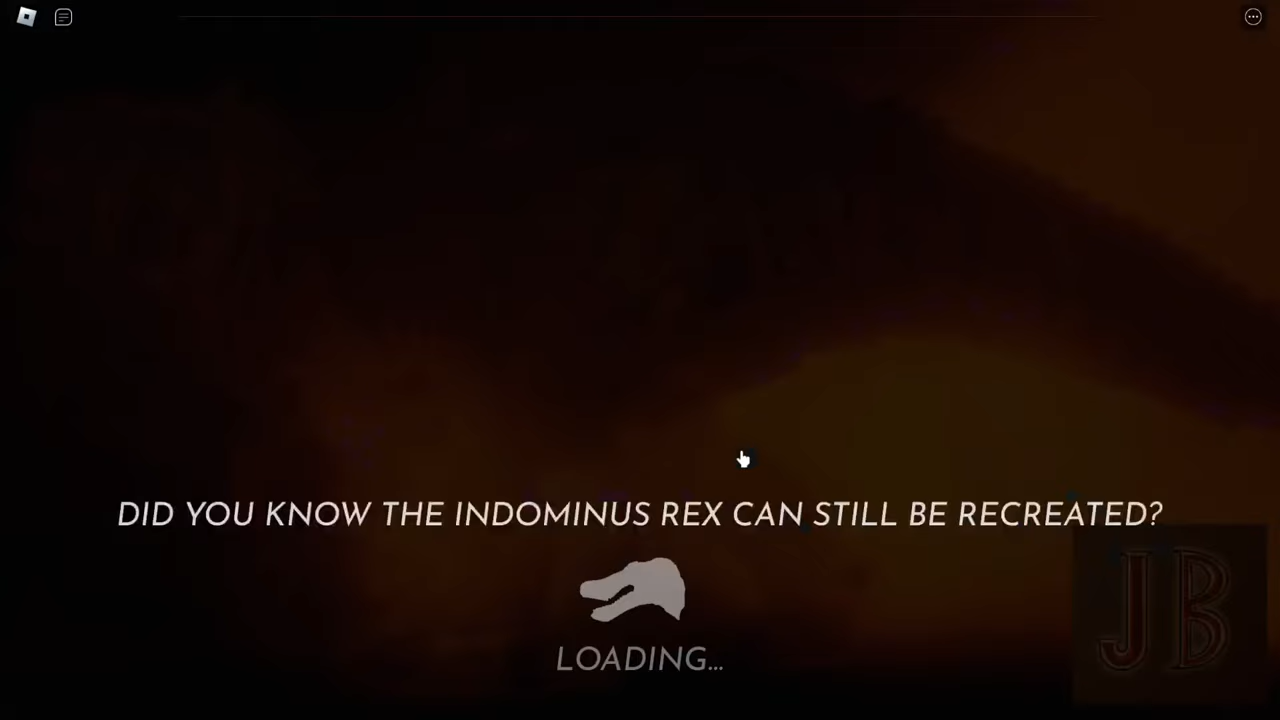 DID YOU KNOW THE INDOMINUS REX CAN STILL BE RECREATED?
LOADING...
JB